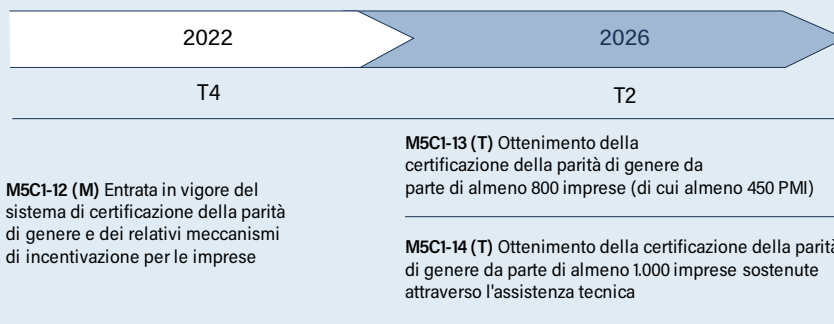 2022
2026
T4
T2
M5C1-12 (M) Entrata in vigore del
sistema di certificazione della parità
di genere e dei relativi meccanismi
di incentivazione per le imprese
M5C1-13 (T) Ottenimento della
certificazione della parità di genere da
parte di almeno 800 imprese (di cui almeno 450 PMI)
M5C1-14 (T) Ottenimento della certificazione della parità
di genere da parte di almeno 1.000 imprese sostenute
attraverso l'assistenza tecnica